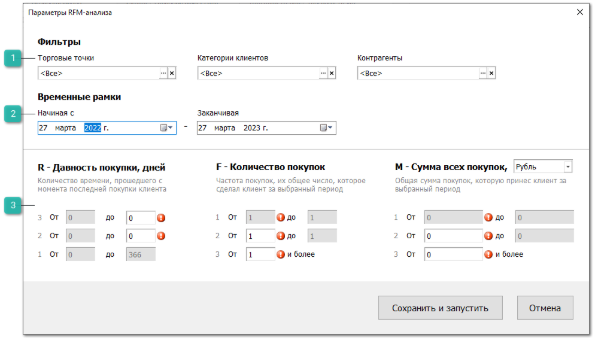 Параметры RFM-анализа
Фильтры
1
Торговые точки Категории клиентов Контрагенты
<Все> ... × <Все> ... × <Все> ... ×
Временные рамки
2
Начиная с Заканчивая
27 марта 2022 г. - 27 марта 2023 г.
R - Давность покупки, дней F - Количество покупок M - Сумма всех покупок, Рубль
Количество времени, прошедшего с Частота покупок, их общее число, которое Общая сумма покупок, которую принес клиент за
момента последней покупки клиента сделал клиент за выбранный период выбранный период
3
3 От 0 до 0 1 От 1 до 1 1 От 0 до 0
2 От 0 до 0 2 От 1 до 1 2 От 0 до 0
1 От 0 до 366 3 От 1 и более 3 От 0 и более
Сохранить и запустить Отмена